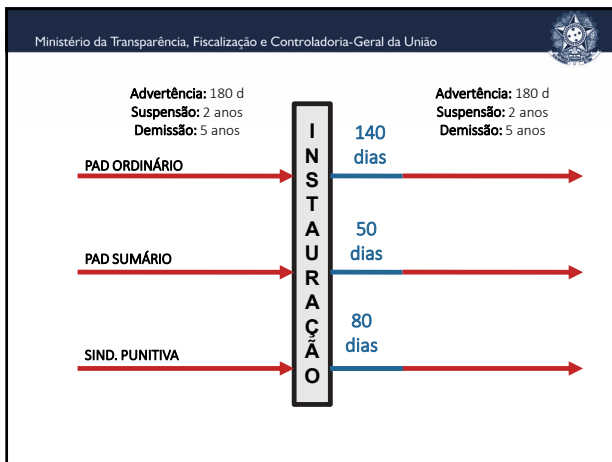 Ministério da Transparência, Fiscalização e Controladoria-Geral da União
Advertência: 180 d
Suspensão: 2 anos
Demissão: 5 anos
Advertência: 180 d
Suspensão: 2 anos
Demissão: 5 anos
I
N
S
T
A
U
R
A
Ç
Ã
O
PAD ORDINÁRIO
140
dias
PAD SUMÁRIO
50
dias
SIND. PUNITIVA
80
dias